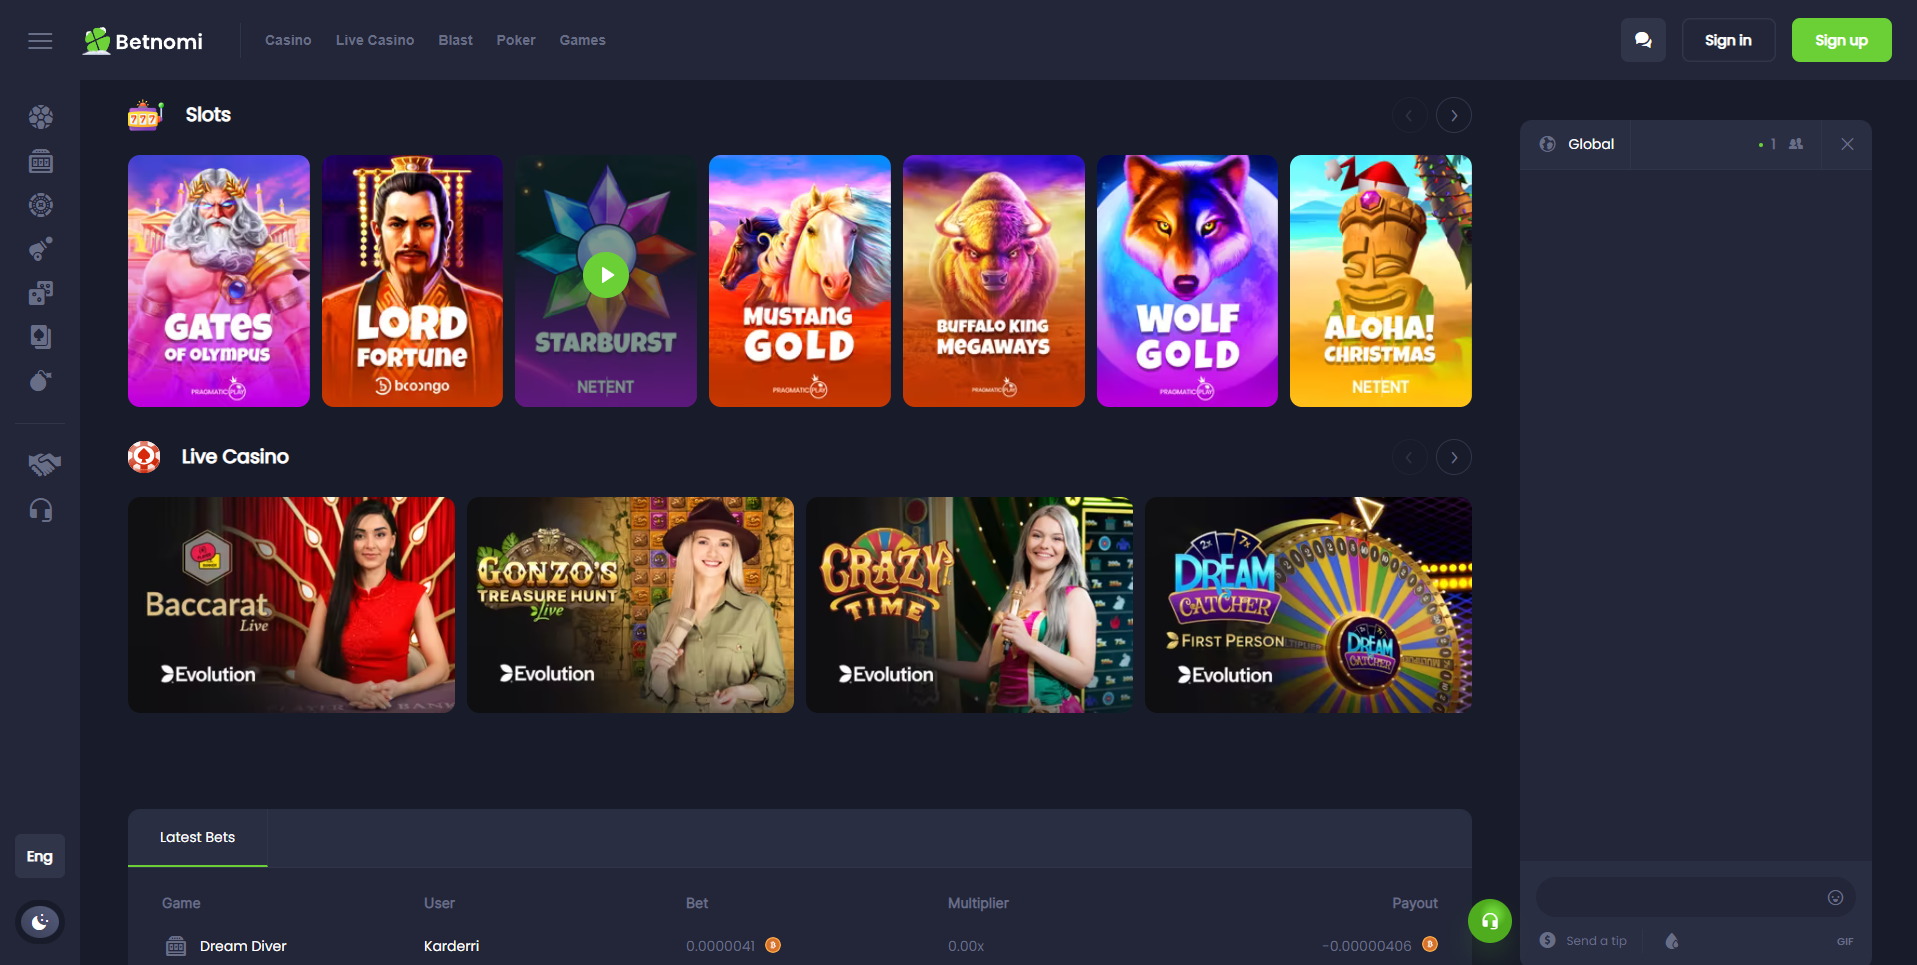 Betnomi
Casino
Live Casino
Blast
Poker
Games
Sign in
Sign up
Slots
GATES
OF OLYMPUS
PRAGMATIC PLAY
LORD
FORTUNE
booongo
STARBURST
NETENT
MUSTANG
GOLD
PRAGMATIC PLAY
BUFFALO KING
MEGAWAYS
PRAGMATIC PLAY
WOLF
GOLD
PRAGMATIC PLAY
ALOHA!
CHRISTMAS
NETENT
Live Casino
Baccarat
Live
Evolution
GONZO'S
TREASURE HUNT
Live
Evolution
CRAZY
TIME
Evolution
2x 7x
DREAM
CATCHER
FIRST PERSON
Evolution
DREAM
CATCHER
Latest Bets
Game User Bet Multiplier Payout
Dream Diver Karderri 0.0000041 0.00x -0.00000406
Global
1
Send a tip
GIF
Eng